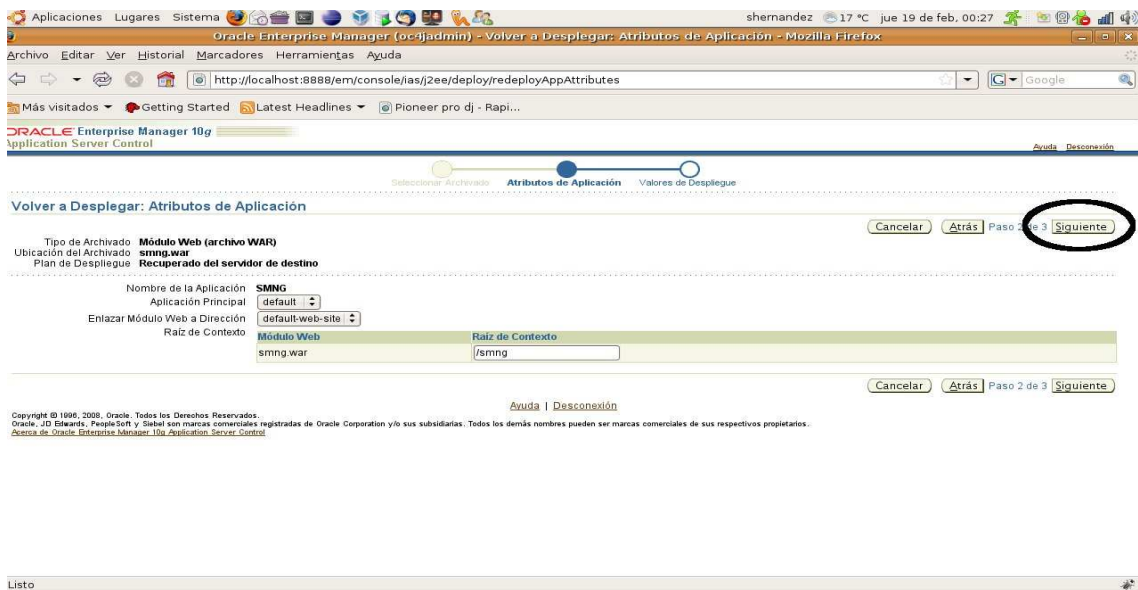 Aplicaciones Lugares Sistema shernandez 17 °C jue 19 de feb, 00:27
Oracle Enterprise Manager (oc4jadmin) - Volver a Desplegar: Atributos de Aplicación - Mozilla Firefox
Archivo Editar Ver Historial Marcadores Herramientas Ayuda
http://localhost:8888/em/console/ias/j2ee/deploy/redeployAppAttributes G Google
Más visitados Getting Started Latest Headlines Pioneer pro dj - Rapi...
ORACLE Enterprise Manager 10g
Application Server Control
Ayuda Desconexión
Seleccionar Archivado Atributos de Aplicación Valores de Despliegue
Volver a Desplegar: Atributos de Aplicación
Cancelar Atrás Paso 2 de 3 Siguiente
Tipo de Archivado Módulo Web (archivo WAR)
Ubicación del Archivado smng.war
Plan de Despliegue Recuperado del servidor de destino
Nombre de la Aplicación SMNG
Aplicación Principal default
Enlazar Módulo Web a Dirección default-web-site
Raíz de Contexto
Módulo Web Raíz de Contexto
smng.war /smng
Cancelar Atrás Paso 2 de 3 Siguiente
Ayuda | Desconexión
Copyright © 1996, 2008, Oracle. Todos los Derechos Reservados.
Oracle, JD Edwards, PeopleSoft y Siebel son marcas comerciales registradas de Oracle Corporation y/o sus subsidiarias. Todos los demás nombres pueden ser marcas comerciales de sus respectivos propietarios.
Acerca de Oracle Enterprise Manager 10g Application Server Control
Listo